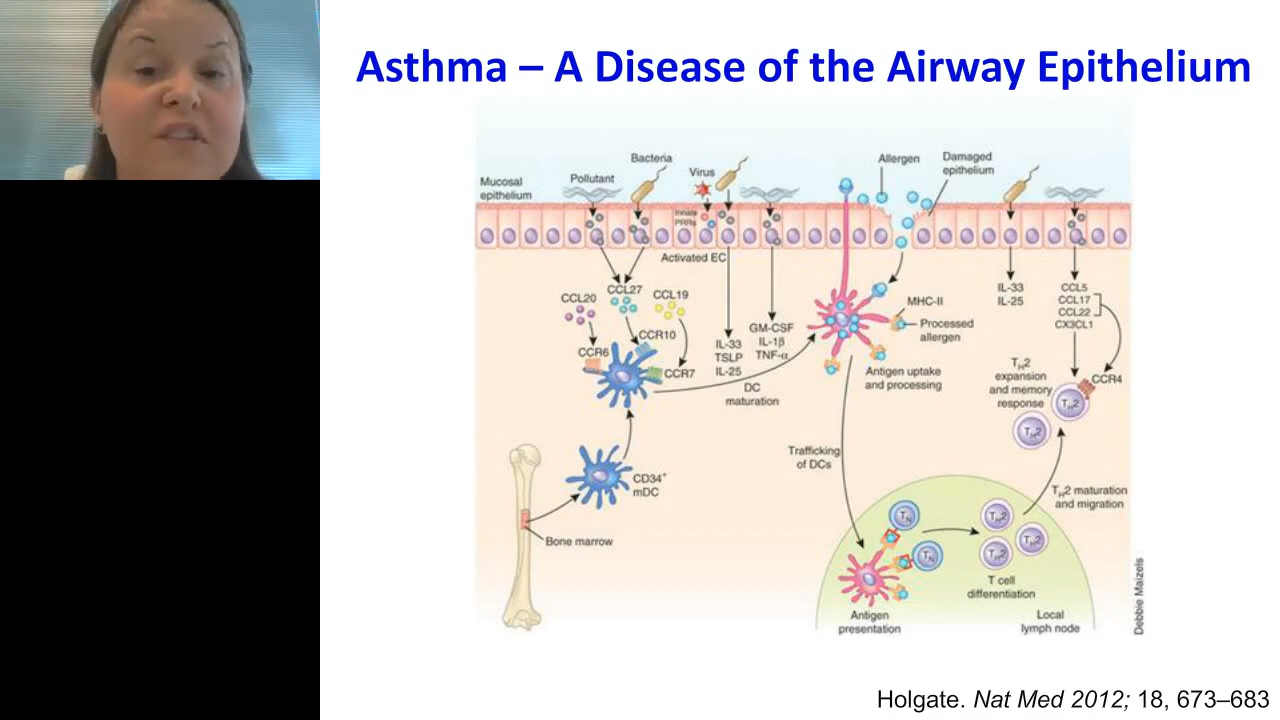 Asthma – A Disease of the Airway Epithelium
Mucosal
epithelium
Pollutant
Bacteria
Virus
Innate
PRRs
Activated EC
Allergen
Damaged
epithelium
CCL20
CCL27
CCL19
CCR6
CCR10
CCR7
IL-33
TSLP
IL-25
GM-CSF
IL-1β
TNF-α
DC
maturation
MHC-II
Processed
allergen
Antigen uptake
and processing
IL-33
IL-25
CCL5
CCL17
CCL22
CX3CL1
CCR4
TH2
expansion
and memory
response
TH2
TH2
CD34+
mDC
Bone marrow
Trafficking
of DCs
TH2 maturation
and migration
TN
TN
TH2
TH2
TH2
T cell
differentiation
Antigen
presentation
Local
lymph node
Debbie Maizels
Holgate. Nat Med 2012; 18, 673–683